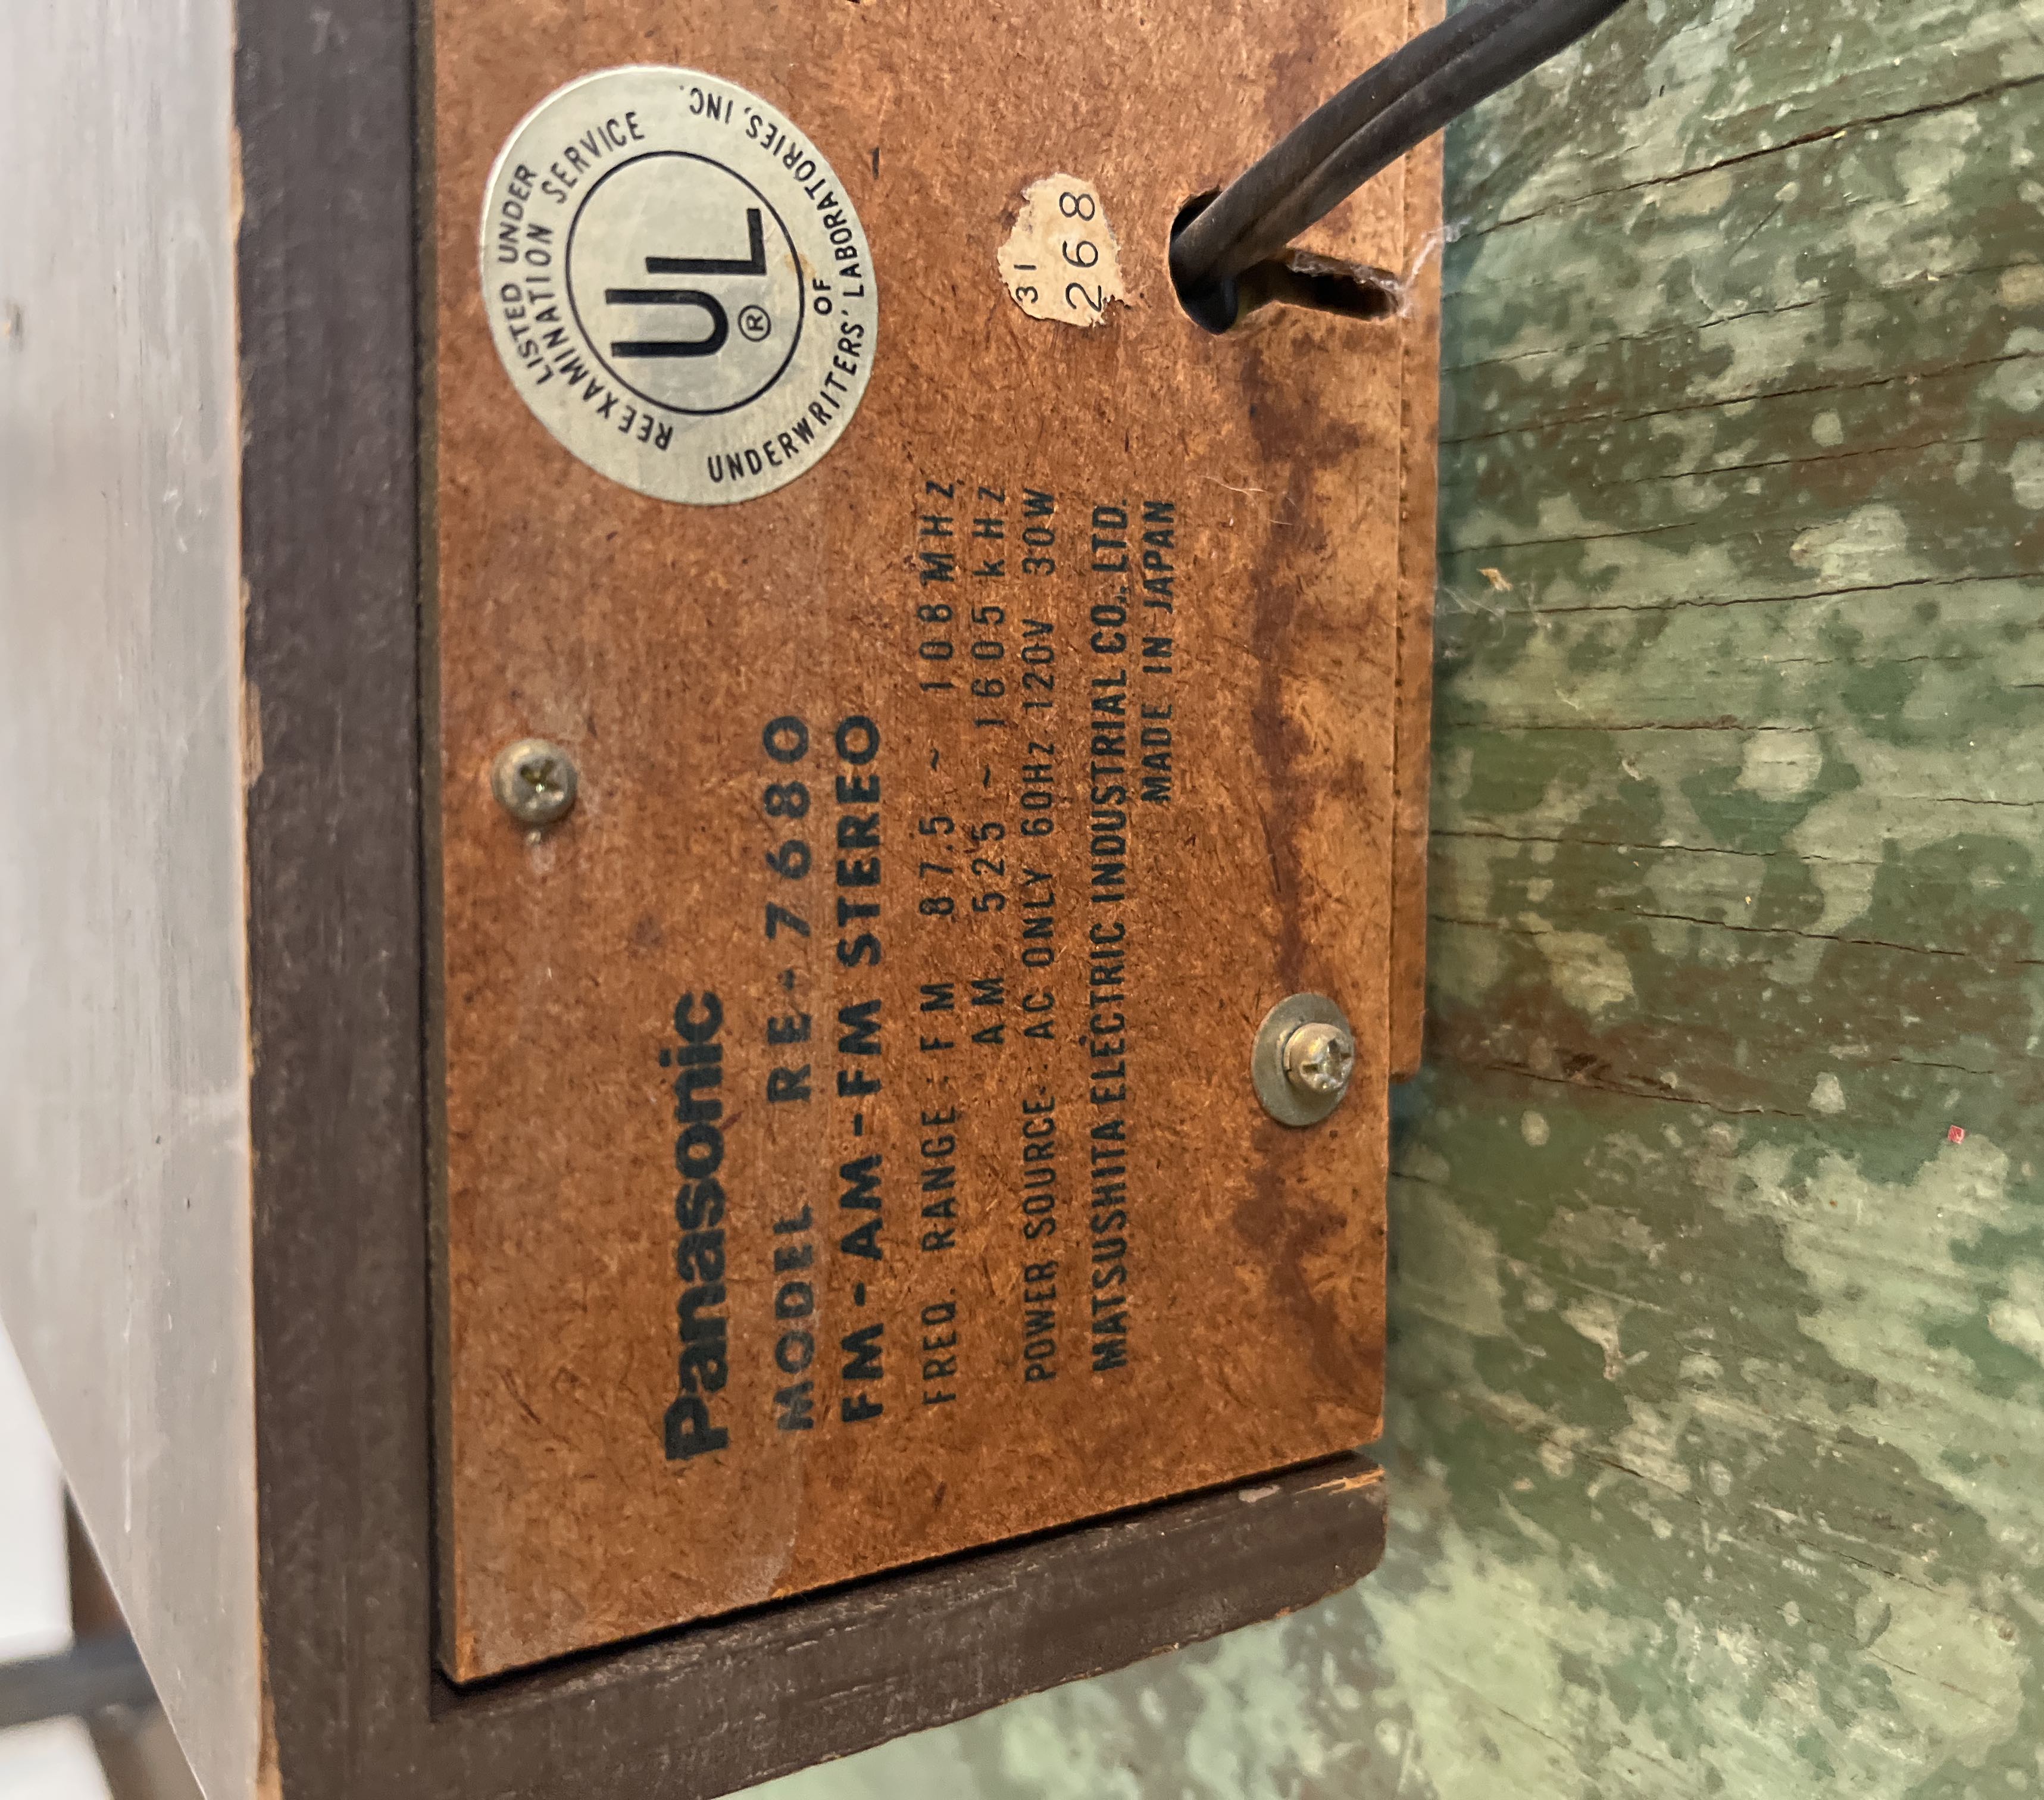 Panasonic
MODEL RE-7680
FM-AM-FM STEREO
FREQ. RANGE FM 87.5 ~ 108 MHz
AM 525 ~ 1605 kHz
POWER SOURCE: AC ONLY 60Hz 120V 30W
MATSUSHITA ELECTRIC INDUSTRIAL CO., LTD.
MADE IN JAPAN
LISTED UNDER
REEXAMINATION SERVICE
UL®
OF
UNDERWRITERS' LABORATORIES, INC.
31
268